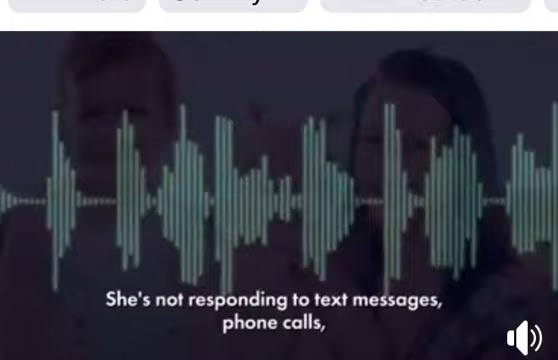 She's not responding to text messages,
phone calls,